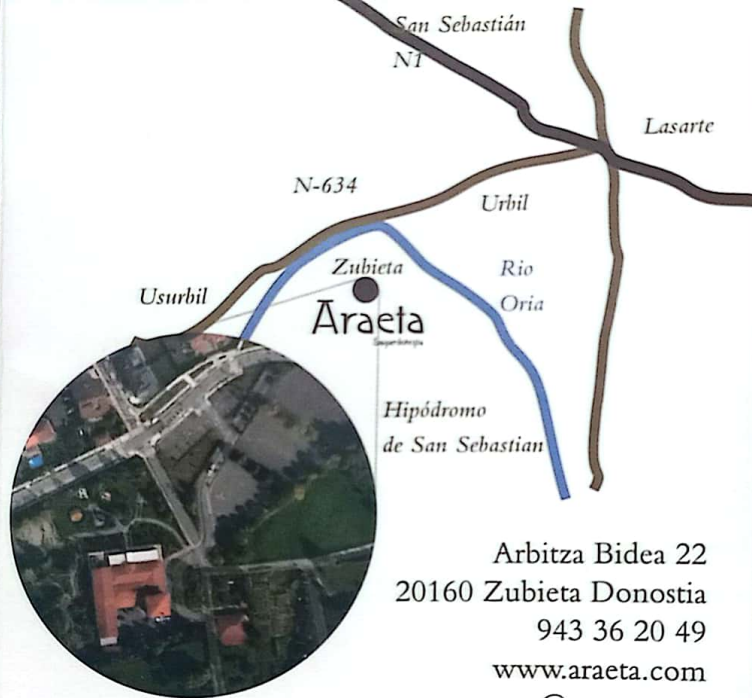 San Sebastián
N1
Lasarte
N-634
Urbil
Zubieta
Rio
Oria
Usurbil
Araeta
Hipódromo
de San Sebastian
Arbitza Bidea 22
20160 Zubieta Donostia
943 36 20 49
www.araeta.com